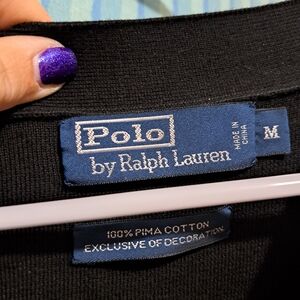 Polo
by Ralph Lauren
MADE IN
CHINA
M
100% PIMA COTTON
EXCLUSIVE OF DECORATION